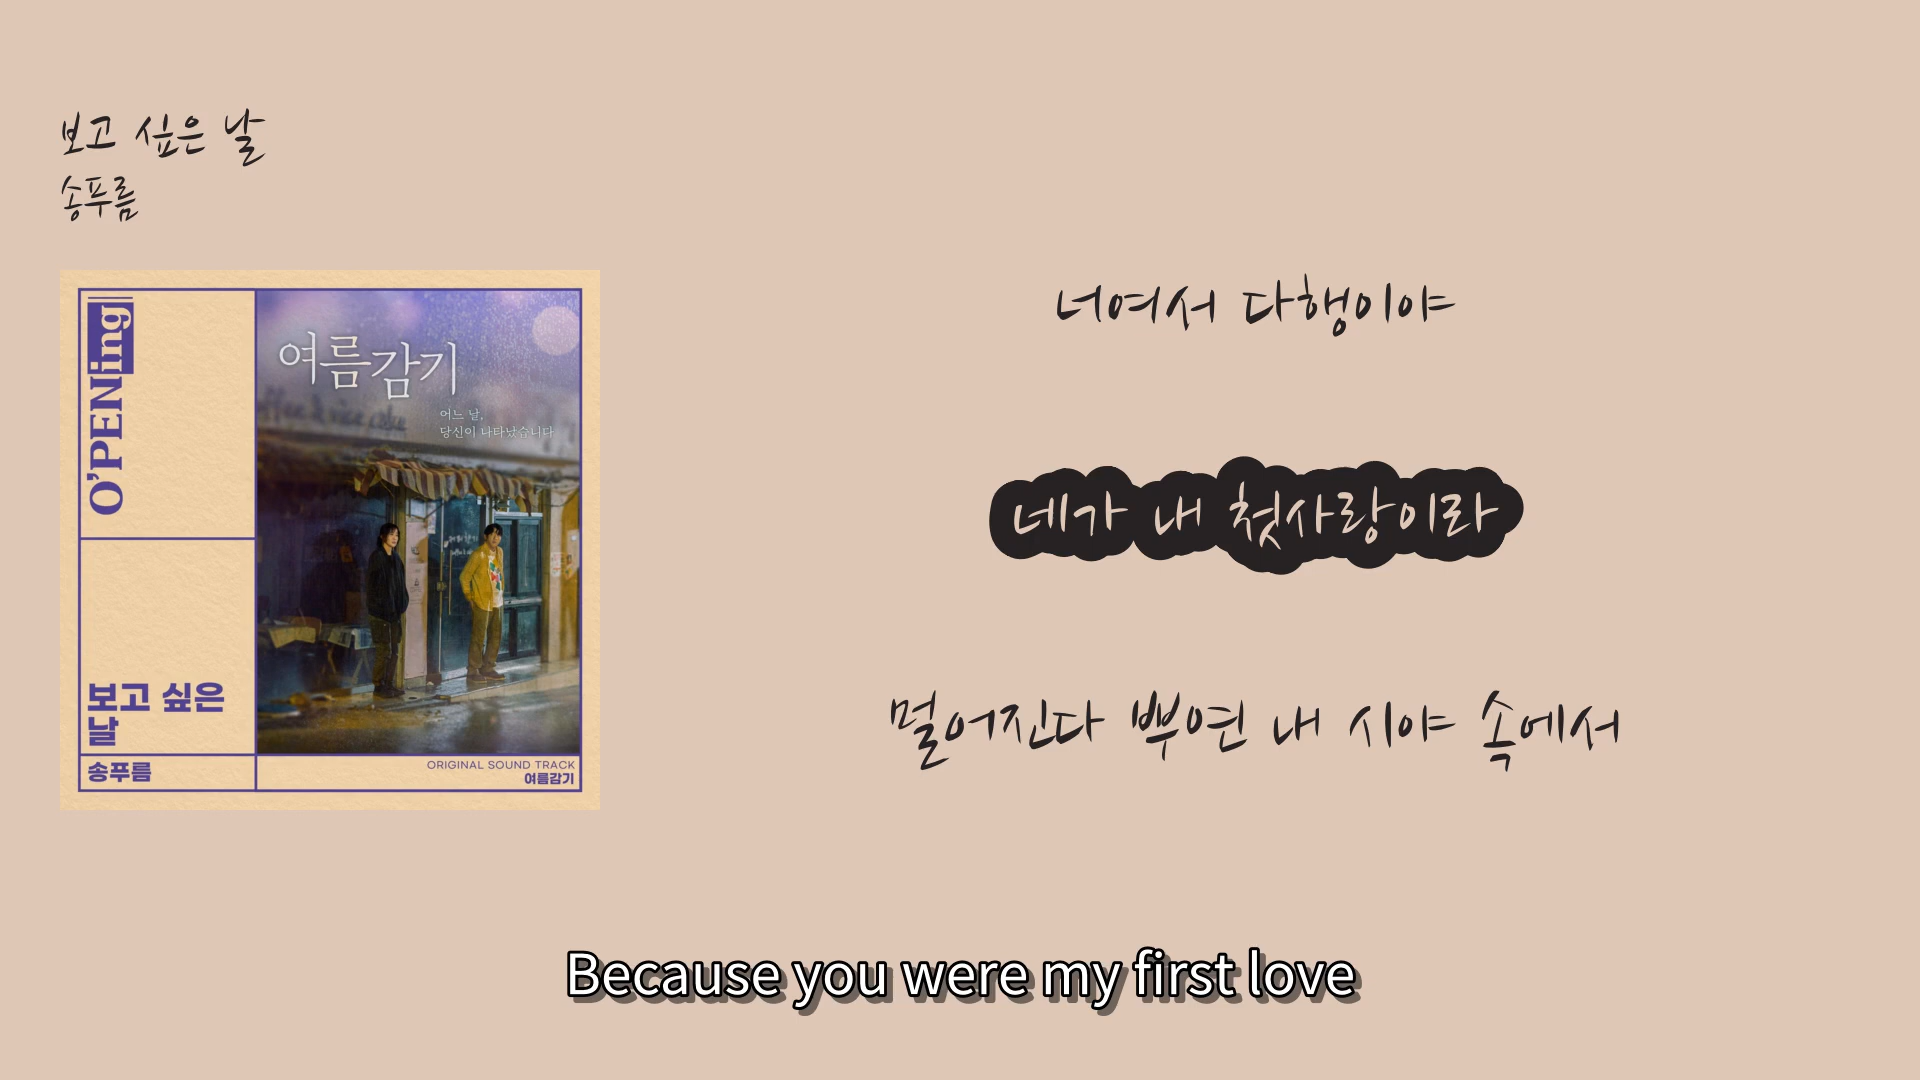 보고 싶은 날
송푸름
O'PENing
여름감기
어느 날,
당신이 나타났습니다
보고 싶은
날
송푸름
ORIGINAL SOUND TRACK
여름감기
너여서 다행이야
네가 내 첫사랑이라
멀어진다 뿌연 내 시야 속에서
Because you were my first love